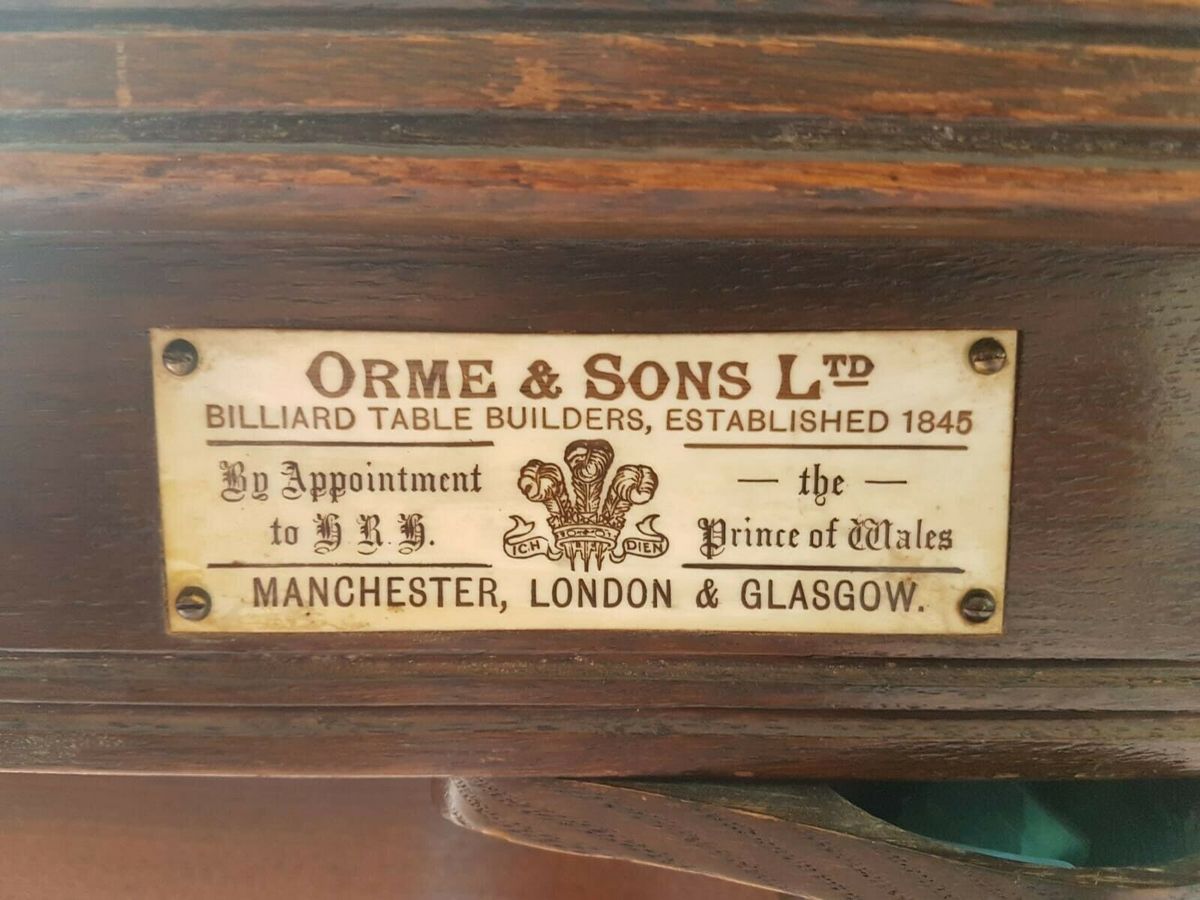 ORME & SONS LTD
BILLIARD TABLE BUILDERS, ESTABLISHED 1845
By Appointment
to H R H.
ICH DIEN
— the —
Prince of Wales
MANCHESTER, LONDON & GLASGOW.